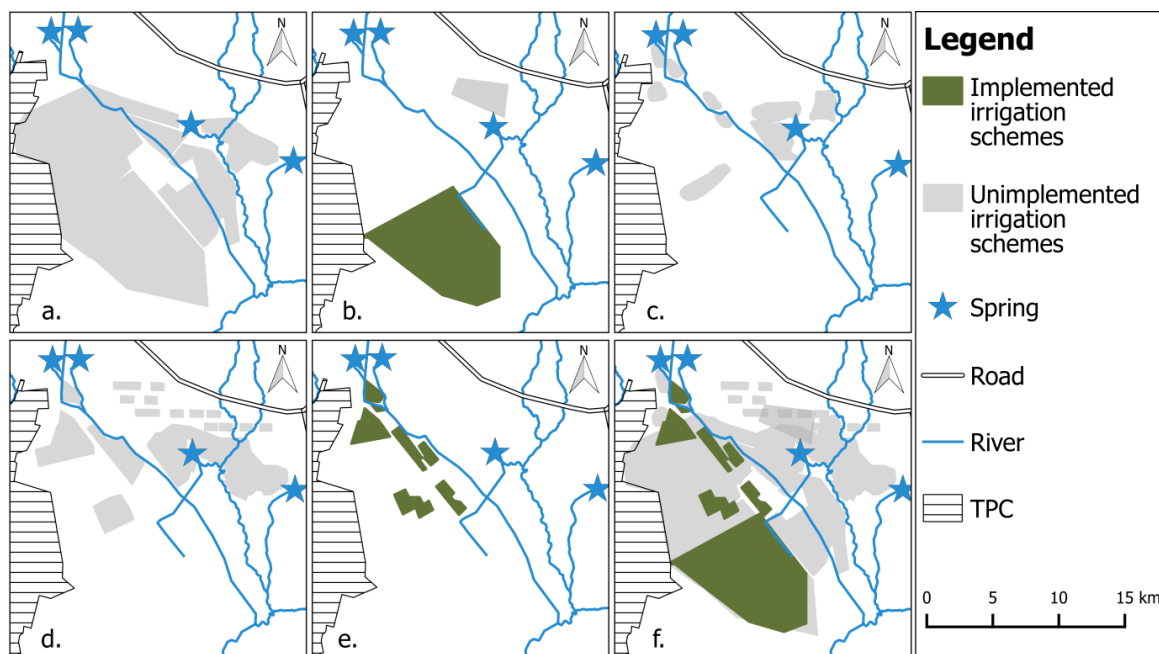 N
a.
N
b.
N
c.
N
d.
N
e.
N
f.
Legend
Implemented
irrigation
schemes
Unimplemented
irrigation
schemes
Spring
Road
River
TPC
0 5 10 15 km